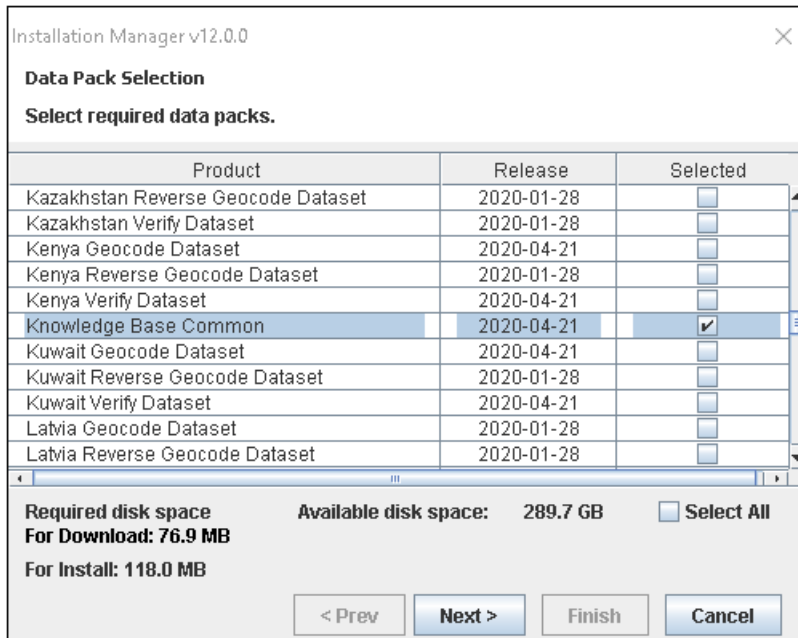 Installation Manager v12.0.0
Data Pack Selection
Select required data packs.
Product Release Selected
Kazakhstan Reverse Geocode Dataset 2020-01-28
Kazakhstan Verify Dataset 2020-01-28
Kenya Geocode Dataset 2020-04-21
Kenya Reverse Geocode Dataset 2020-01-28
Kenya Verify Dataset 2020-04-21
Knowledge Base Common 2020-04-21
Kuwait Geocode Dataset 2020-04-21
Kuwait Reverse Geocode Dataset 2020-01-28
Kuwait Verify Dataset 2020-04-21
Latvia Geocode Dataset 2020-01-28
Latvia Reverse Geocode Dataset 2020-01-28
Required disk space Available disk space: 289.7 GB Select All
For Download: 76.9 MB
For Install: 118.0 MB
< Prev Next > Finish Cancel